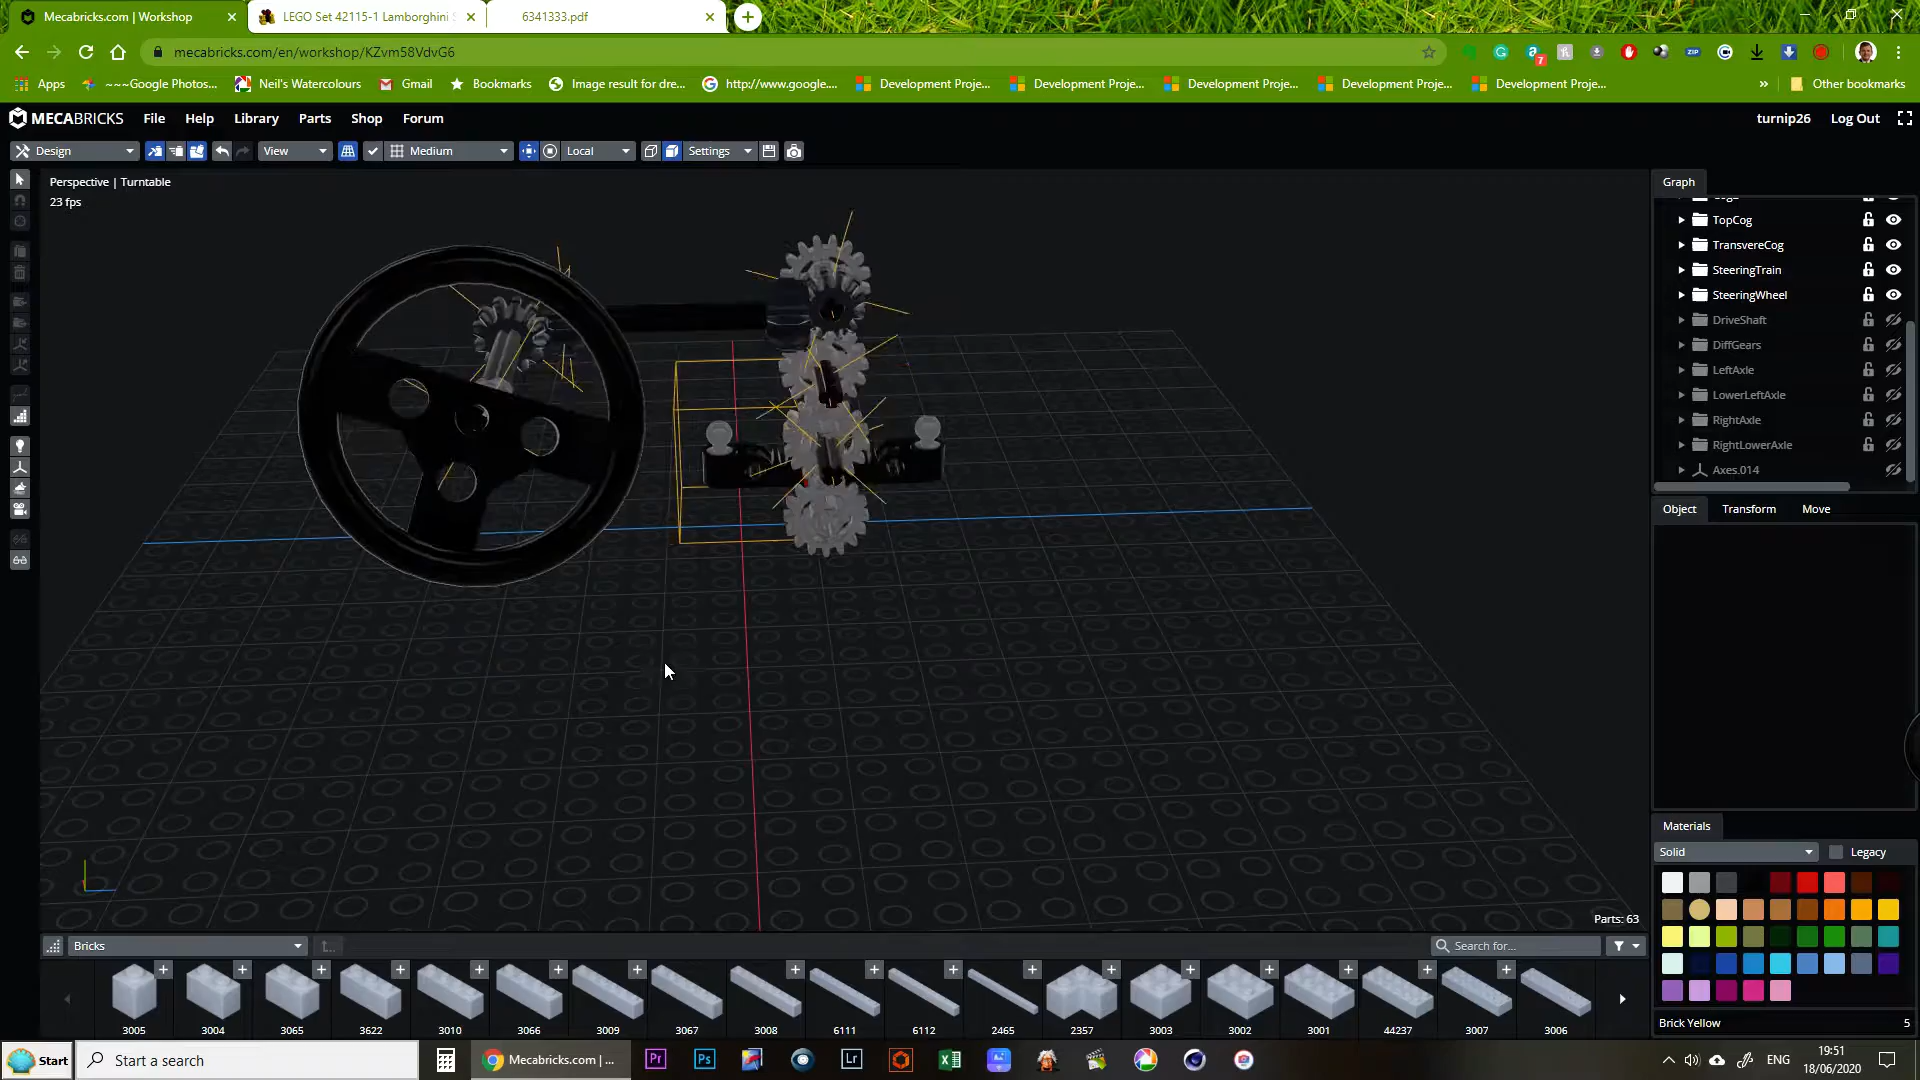 Mecabricks.com | Workshop
LEGO Set 42115-1 Lamborghini S
6341333.pdf
mecabricks.com/en/workshop/KZvm58VdvG6
Apps
~~~Google Photos...
Neil's Watercolours
Gmail
Bookmarks
Image result for dre...
http://www.google....
Development Proje...
Development Proje...
Development Proje...
Development Proje...
Development Proje...
»
Other bookmarks
MECABRICKS
File
Help
Library
Parts
Shop
Forum
turnip26
Log Out
Design
View
Medium
Local
Settings
Perspective | Turntable
23 fps
Graph
TopCog
TransvereCog
SteeringTrain
SteeringWheel
DriveShaft
DiffGears
LeftAxle
LowerLeftAxle
RightAxle
RightLowerAxle
Axes.014
Object
Transform
Move
Materials
Solid
Legacy
Parts: 63
Bricks
Search for...
3005
3004
3065
3622
3010
3066
3009
3067
3008
6111
6112
2465
2357
3003
3002
3001
44237
3007
3006
Brick Yellow
5
Start
Start a search
Mecabricks.com | ...
Pr
Ps
Lr
ENG
19:51
18/06/2020